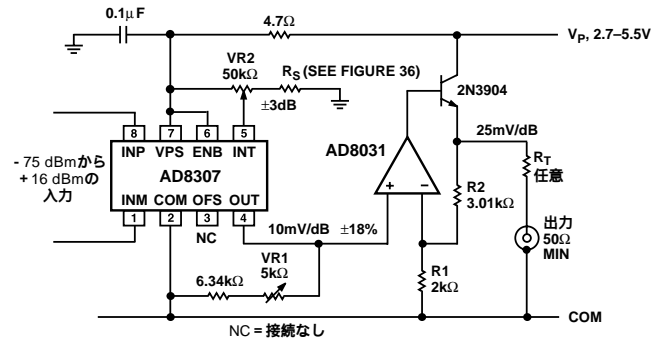 0.1μF
4.7Ω
VP, 2.7–5.5V
VR2
50kΩ
RS (SEE FIGURE 36)
±3dB
2N3904
8
7
6
5
INP
VPS
ENB
INT
AD8307
INM
COM
OFS
OUT
1
2
3
4
NC
- 75 dBmから
+ 16 dBmの
入力
AD8031
+
–
25mV/dB
RT
任意
R2
3.01kΩ
10mV/dB ±18%
VR1
5kΩ
6.34kΩ
R1
2kΩ
出力
50Ω
MIN
COM
NC = 接続なし